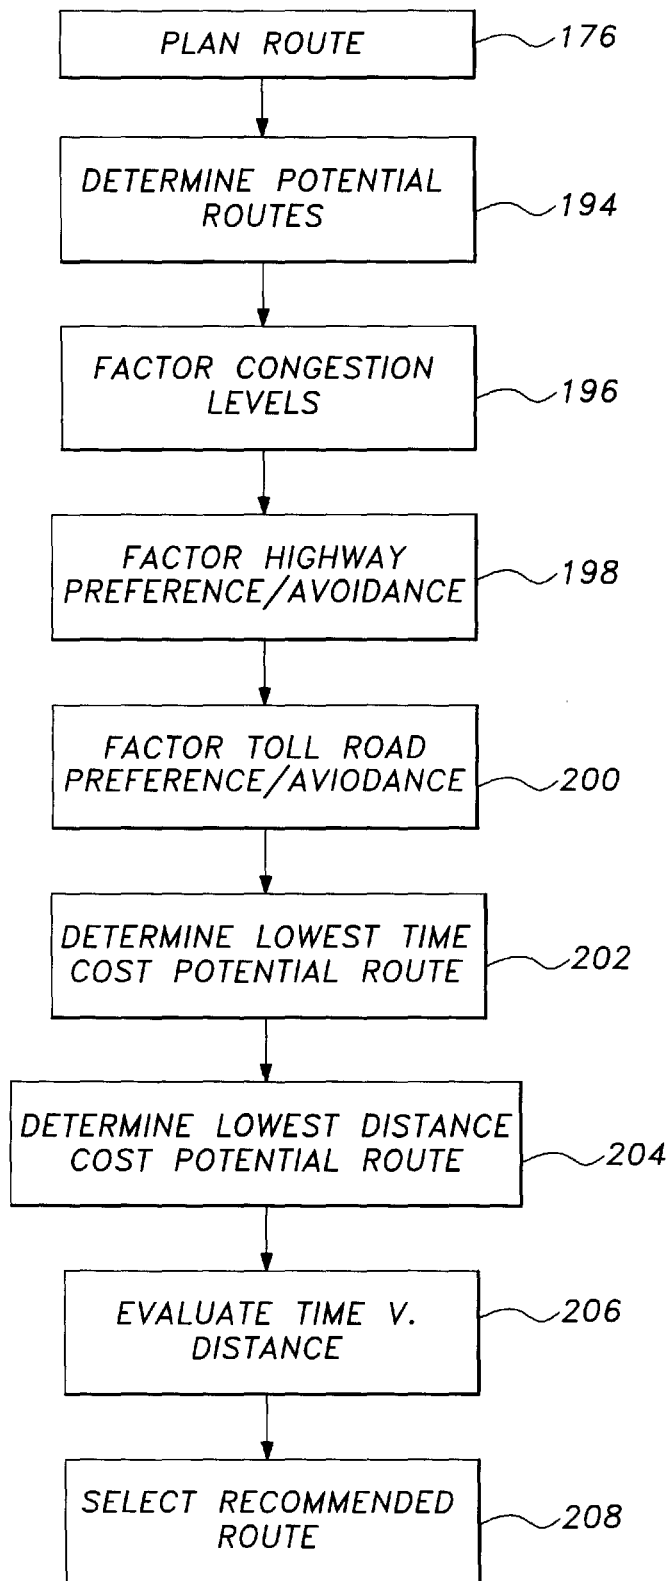 PLAN ROUTE
176
DETERMINE POTENTIAL
ROUTES
194
FACTOR CONGESTION
LEVELS
196
FACTOR HIGHWAY
PREFERENCE/AVOIDANCE
198
FACTOR TOLL ROAD
PREFERENCE/AVIODANCE
200
DETERMINE LOWEST TIME
COST POTENTIAL ROUTE
202
DETERMINE LOWEST DISTANCE
COST POTENTIAL ROUTE
204
EVALUATE TIME V.
DISTANCE
206
SELECT RECOMMENDED
ROUTE
208